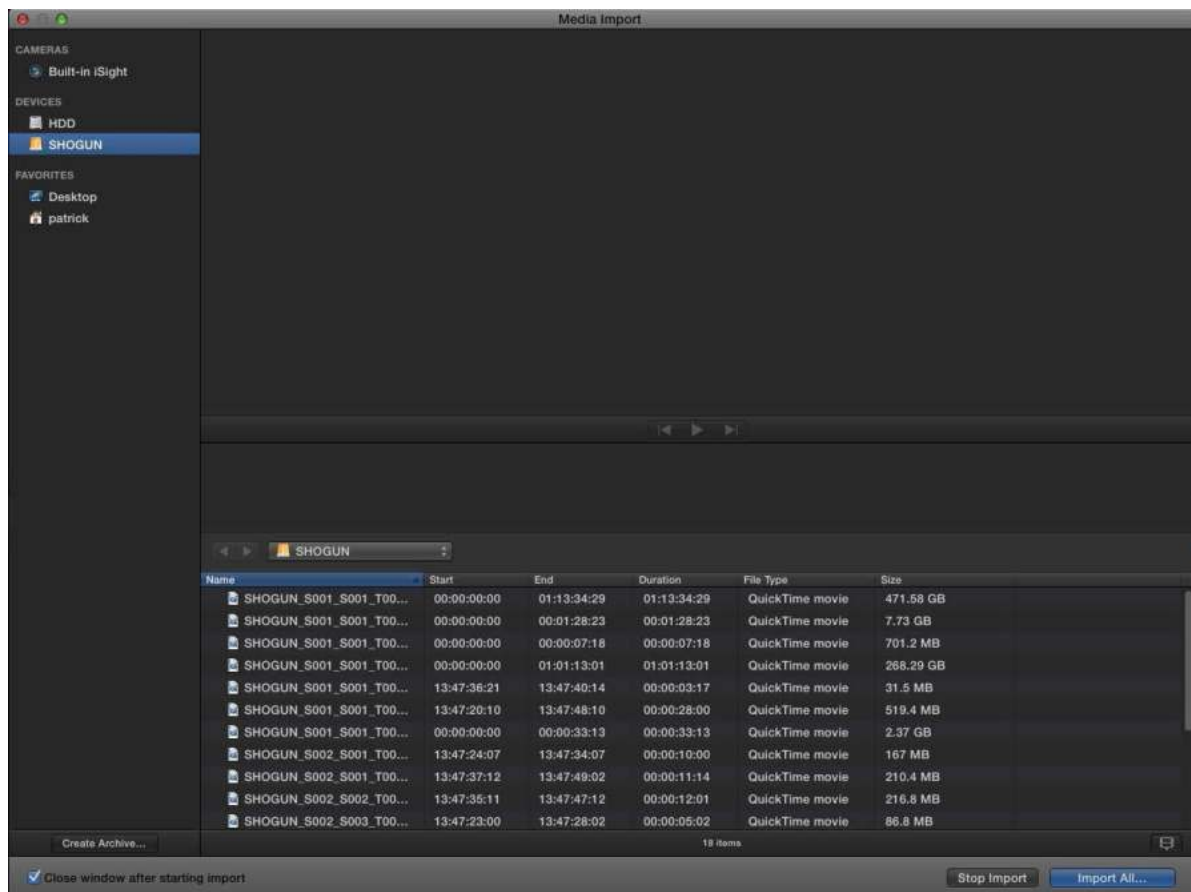 Media Import
CAMERAS
Built-in iSight
DEVICES
HDD
SHOGUN
FAVORITES
Desktop
patrick
SHOGUN
Name Start End Duration File Type Size
SHOGUN_S001_S001_T00... 00:00:00:00 01:13:34:29 01:13:34:29 QuickTime movie 471.58 GB
SHOGUN_S001_S001_T00... 00:00:00:00 00:01:28:23 00:01:28:23 QuickTime movie 7.73 GB
SHOGUN_S001_S001_T00... 00:00:00:00 00:00:07:18 00:00:07:18 QuickTime movie 701.2 MB
SHOGUN_S001_S001_T00... 00:00:00:00 01:01:13:01 01:01:13:01 QuickTime movie 268.29 GB
SHOGUN_S001_S001_T00... 13:47:36:21 13:47:40:14 00:00:03:17 QuickTime movie 31.5 MB
SHOGUN_S001_S001_T00... 13:47:20:10 13:47:48:10 00:00:28:00 QuickTime movie 519.4 MB
SHOGUN_S001_S001_T00... 00:00:00:00 00:00:33:13 00:00:33:13 QuickTime movie 2.37 GB
SHOGUN_S002_S001_T00... 13:47:24:07 13:47:34:07 00:00:10:00 QuickTime movie 167 MB
SHOGUN_S002_S001_T00... 13:47:37:12 13:47:49:02 00:00:11:14 QuickTime movie 210.4 MB
SHOGUN_S002_S002_T00... 13:47:35:11 13:47:47:12 00:00:12:01 QuickTime movie 216.8 MB
SHOGUN_S002_S003_T00... 13:47:23:00 13:47:28:02 00:00:05:02 QuickTime movie 86.8 MB
Create Archive... 18 items
Close window after starting import Stop Import Import All...